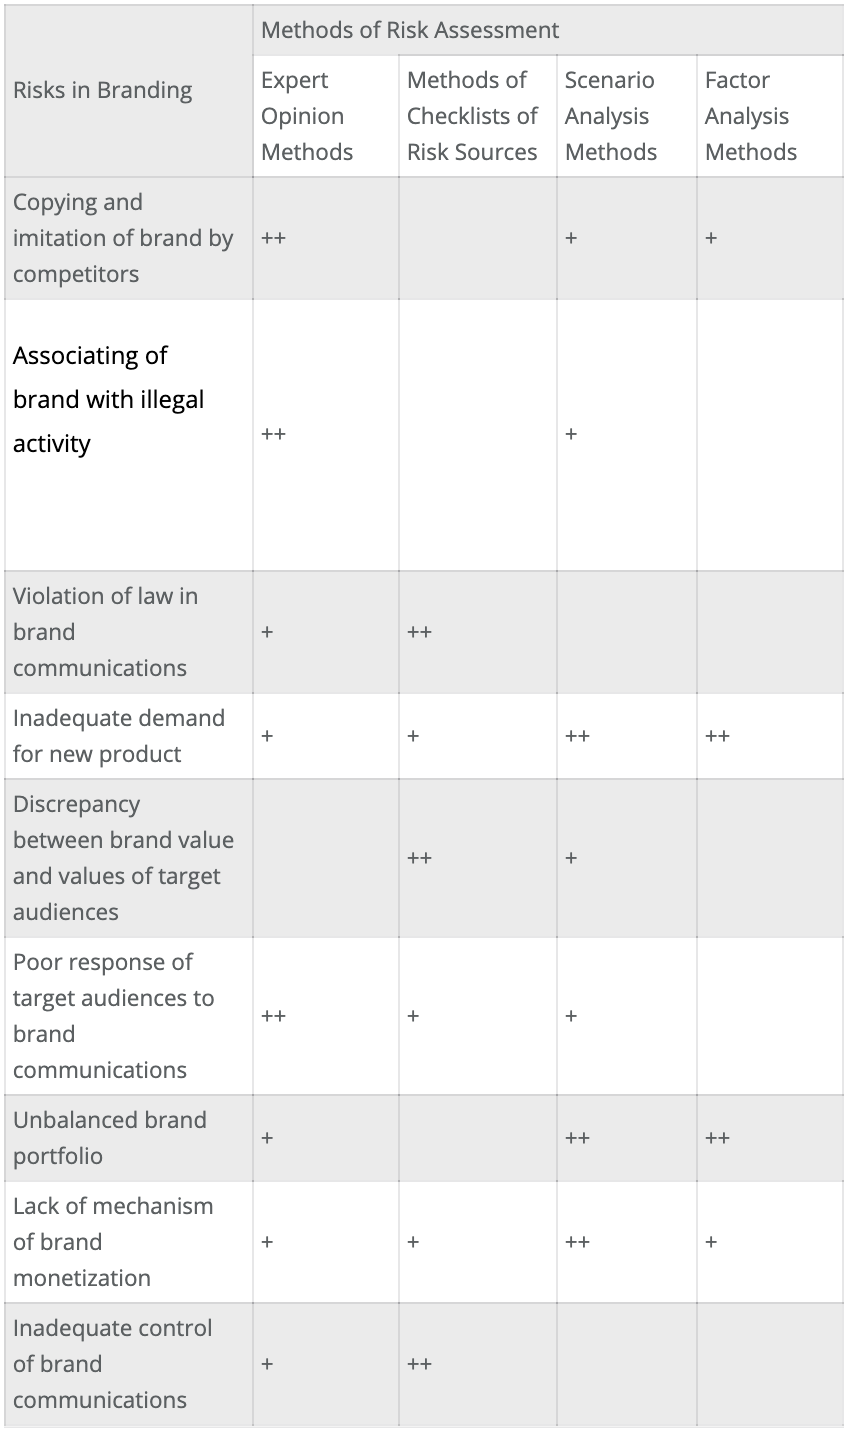 Methods of Risk Assessment
Risks in Branding
Expert
Opinion
Methods
Methods of
Checklists of
Risk Sources
Scenario
Analysis
Methods
Factor
Analysis
Methods
Copying and
imitation of brand by
competitors
++
+
+
Associating of
brand with illegal
activity
++
+
Violation of law in
brand
communications
+
++
Inadequate demand
for new product
+
+
++
++
Discrepancy
between brand value
and values of target
audiences
++
+
Poor response of
target audiences to
brand
communications
++
+
+
Unbalanced brand
portfolio
+
++
++
Lack of mechanism
of brand
monetization
+
+
++
+
Inadequate control
of brand
communications
+
++